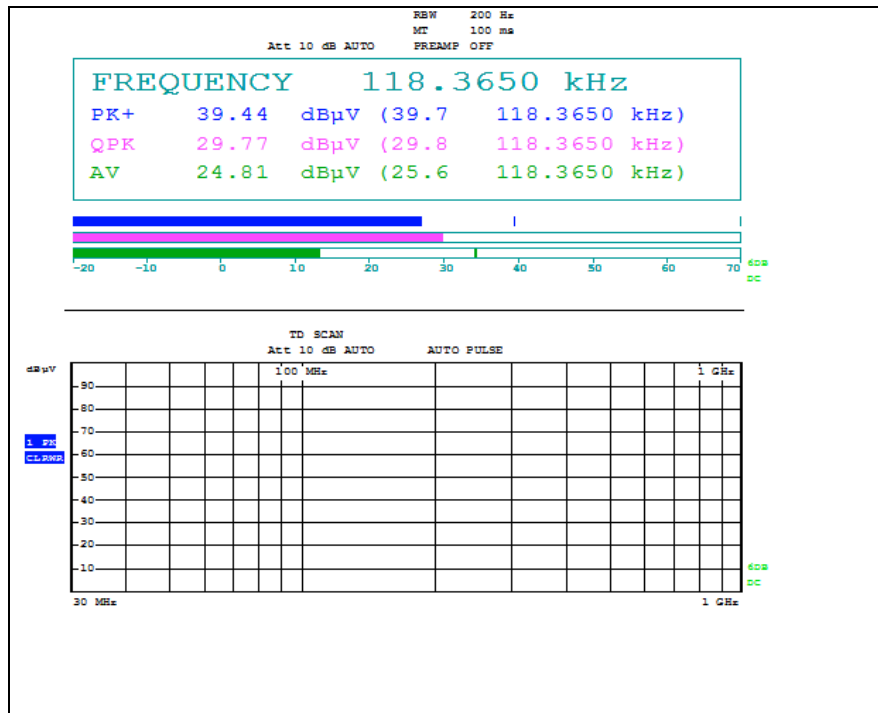 RBW 200 Hz
MT 100 ms
Att 10 dB AUTO PREAMP OFF
FREQUENCY 118.3650 kHz
PK+ 39.44 dBµV (39.7 118.3650 kHz)
QPK 29.77 dBµV (29.8 118.3650 kHz)
AV 24.81 dBµV (25.6 118.3650 kHz)
-20 -10 0 10 20 30 40 50 60 70
6DB
DC
TD SCAN
Att 10 dB AUTO AUTO PULSE
dBµV
100 MHz 1 GHz
90
80
70
1 PK
CLRWR
60
50
40
30
20
10
6DB
DC
30 MHz 1 GHz